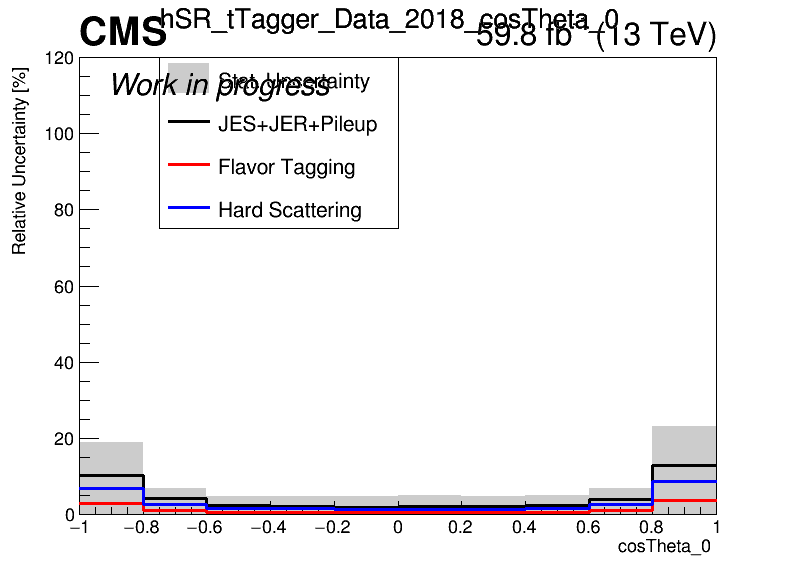 hSR_tTagger_Data_2018_cosTheta_0
CMS
59.8 fb⁻¹ (13 TeV)
Work in progress
Stat. Uncertainty
JES+JER+Pileup
Flavor Tagging
Hard Scattering
Relative Uncertainty [%]
120
100
80
60
40
20
0
−1 −0.8 −0.6 −0.4 −0.2 0 0.2 0.4 0.6 0.8 1
cosTheta_0